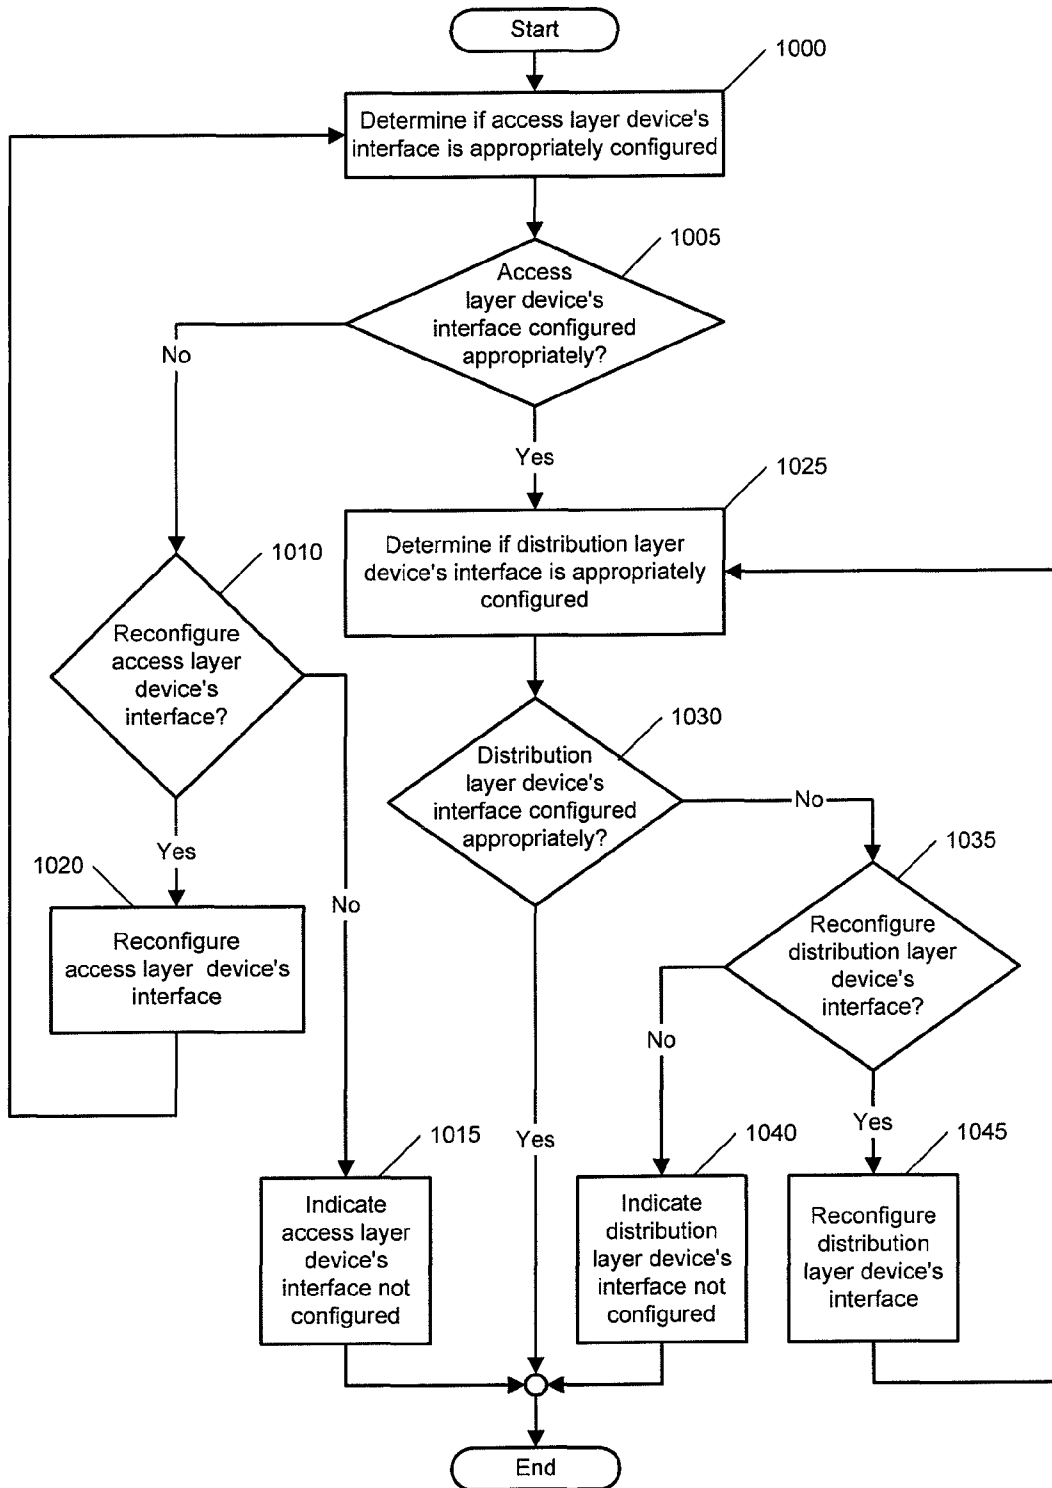 Start
1000
Determine if access layer device's
interface is appropriately configured
1005
Access
layer device's
interface configured
appropriately?
No
Yes
1025
Determine if distribution layer
device's interface is appropriately
configured
1010
Reconfigure
access layer
device's
interface?
1030
Distribution
layer device's
interface configured
appropriately?
No
Yes
1020
Reconfigure
access layer device's
interface
No
1035
Reconfigure
distribution layer
device's
interface?
No
Yes
Yes
1015
Indicate
access layer
device's
interface not
configured
1040
Indicate
distribution
layer device's
interface not
configured
1045
Reconfigure
distribution
layer device's
interface
End